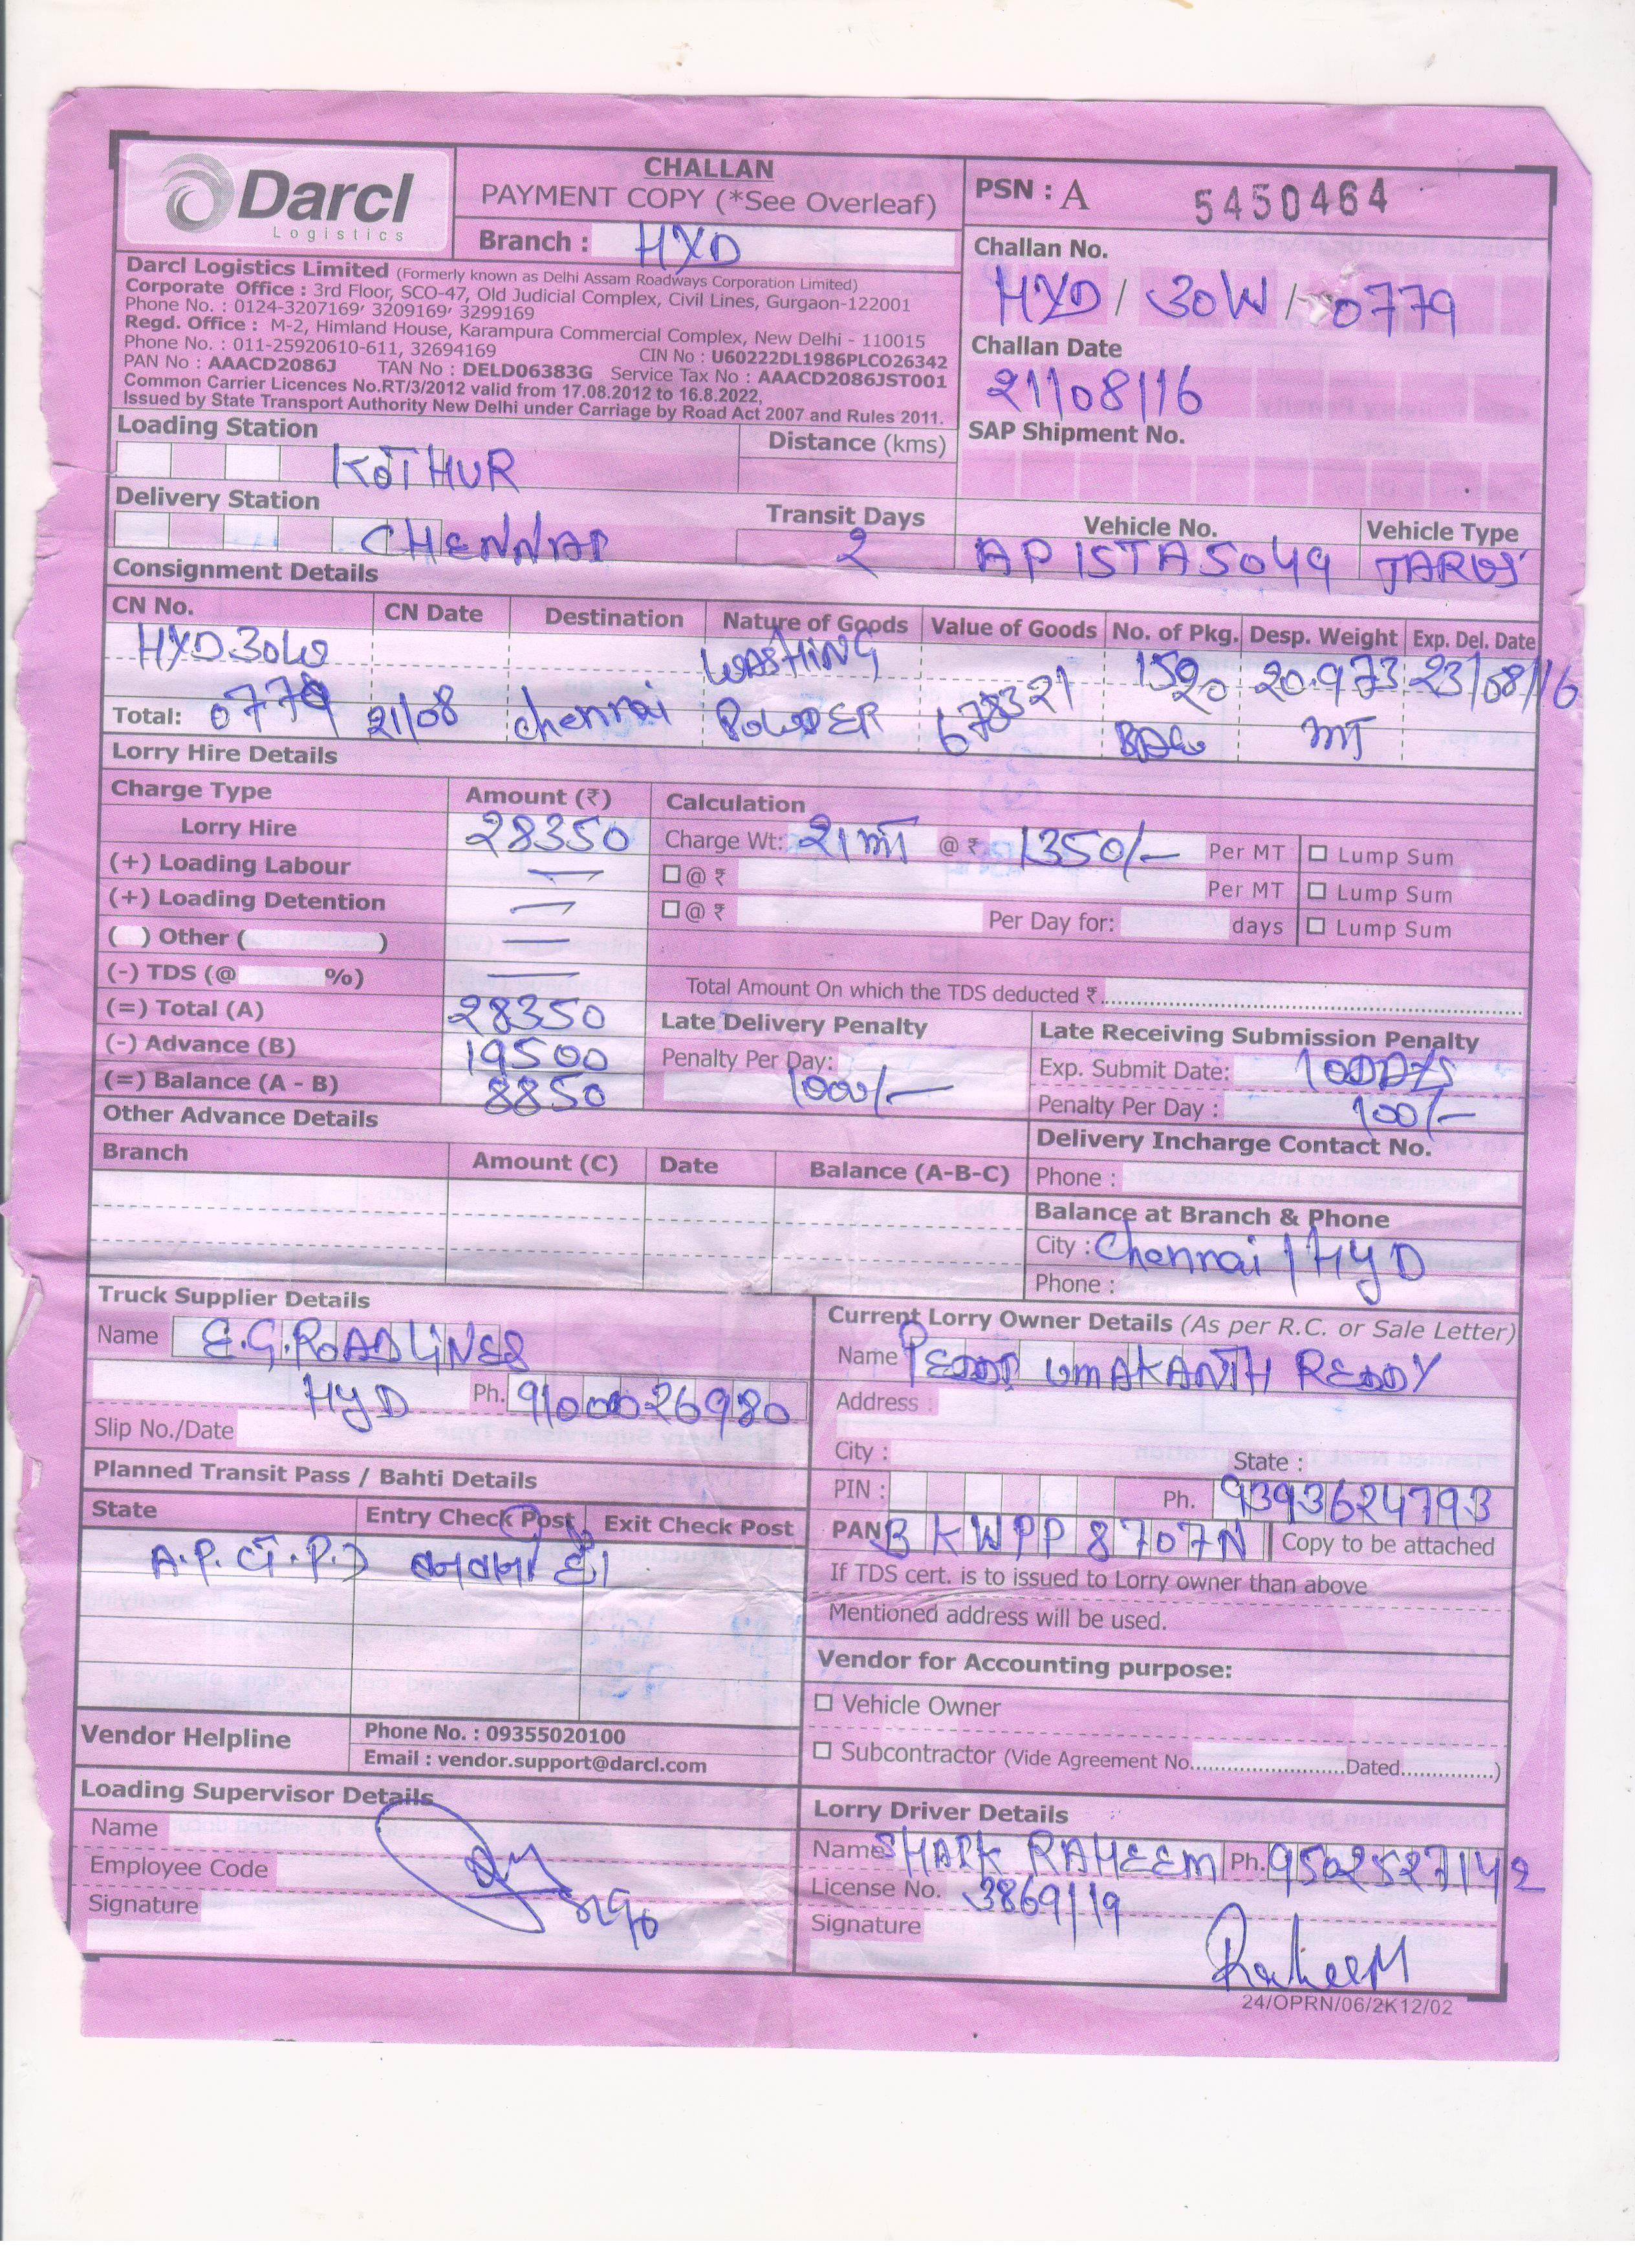 Darcl
Logistics
CHALLAN
PAYMENT COPY (*See Overleaf)
Branch : HYD
PSN : A 5450464
Challan No.
HYD / 30W / 0779
Challan Date
21/08/16
SAP Shipment No.
Darcl Logistics Limited (Formerly known as Delhi Assam Roadways Corporation Limited)
Corporate Office : 3rd Floor, SCO-47, Old Judicial Complex, Civil Lines, Gurgaon-122001
Phone No. : 0124-3207169, 3209169, 3299169
Regd. Office : M-2, Himland House, Karampura Commercial Complex, New Delhi - 110015
Phone No. : 011-25920610-611, 32694169 CIN No : U60222DL1986PLCO26342
PAN No : AAACD2086J TAN No : DELD06383G Service Tax No : AAACD2086JST001
Common Carrier Licences No.RT/3/2012 valid from 17.08.2012 to 16.8.2022,
Issued by State Transport Authority New Delhi under Carriage by Road Act 2007 and Rules 2011.
Loading Station KOTHUR Distance (kms)
Delivery Station CHENNAI
Transit Days 2
Vehicle No. AP15TA5049
Vehicle Type
Consignment Details
CN No. CN Date Destination Nature of Goods Value of Goods No. of Pkg. Desp. Weight Exp. Del. Date
HYD30W WASHING 20.973 23/08/16
Total: 0779 21/08 chennai POWDER 678321 BAG MT
Lorry Hire Details
Charge Type Amount (₹) Calculation
Lorry Hire 28350 Charge Wt: 21 MT @ ₹ 1350/- Per MT Lump Sum
(+) Loading Labour — @ ₹ Per MT Lump Sum
(+) Loading Detention — @ ₹ Per Day for: days Lump Sum
( ) Other ( ) —
(-) TDS (@ %) — Total Amount On which the TDS deducted ₹
(=) Total (A) 28350
(-) Advance (B) 19500
(=) Balance (A - B) 8850
Late Delivery Penalty
Penalty Per Day: 1000/-
Late Receiving Submission Penalty
Exp. Submit Date: 10DAYS
Penalty Per Day : 100/-
Other Advance Details
Branch Amount (C) Date Balance (A-B-C)
Delivery Incharge Contact No.
Phone :
Balance at Branch & Phone
City : Chennai / HYD
Phone :
Truck Supplier Details
Name E.G.ROADLINES
HYD Ph. 9100026980
Slip No./Date
Current Lorry Owner Details (As per R.C. or Sale Letter)
Name PEDDI UMAKANTH REDDY
Address :
City : State :
PIN : Ph. 9393624793
PAN BKWPP8707N Copy to be attached
If TDS cert. is to issued to Lorry owner than above
Mentioned address will be used.
Planned Transit Pass / Bahti Details
State Entry Check Post Exit Check Post
Vendor for Accounting purpose:
Vehicle Owner
Subcontractor (Vide Agreement No. Dated )
Vendor Helpline
Phone No. : 09355020100
Email : vendor.support@darcl.com
Loading Supervisor Details
Name
Employee Code
Signature
Lorry Driver Details
Name SHAIK RAHEEM Ph. 9502527142
License No. 3869/19
Signature RaheeM
24/OPRN/06/2K12/02